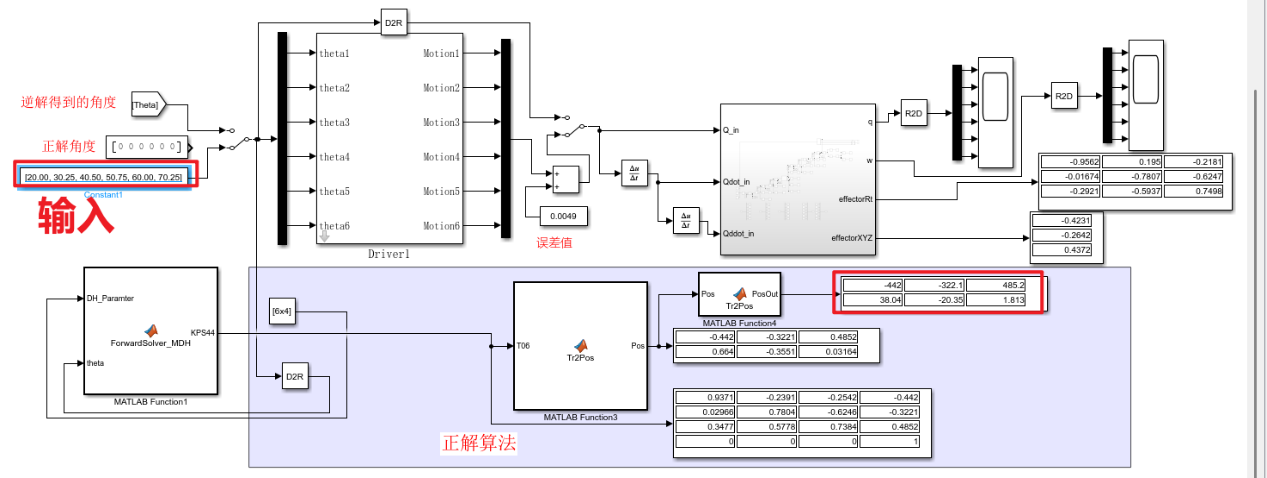 D2R
逆解得到的角度
[Theta]
正解角度
[0 0 0 0 0 0]
[20.00, 30.25, 40.50, 50.75, 60.00, 70.25]
Constant1
输入
theta1
theta2
theta3
theta4
theta5
theta6
Motion1
Motion2
Motion3
Motion4
Motion5
Motion6
Driver1
+
+
0.0049
误差值
Δu
Δt
Δu
Δt
Q_in
Qdot_in
Qddot_in
q
w
effectorRt
effectorXYZ
R2D
R2D
-0.9562 0.195 -0.2181
-0.01674 -0.7807 -0.6247
-0.2921 -0.5937 0.7498
-0.4231
-0.2642
0.4372
DH_Paramter
theta
ForwardSolver_MDH
KPS44
MATLAB Function1
[6x4]
D2R
T06
Tr2Pos
Pos
MATLAB Function3
Pos
Tr2Pos
PosOut
MATLAB Function4
-442 -322.1 485.2
38.04 -20.35 1.813
-0.442 -0.3221 0.4852
0.664 -0.3551 0.03164
0.9371 -0.2391 -0.2542 -0.442
0.02966 0.7804 -0.6246 -0.3221
0.3477 0.5778 0.7384 0.4852
0 0 0 1
正解算法